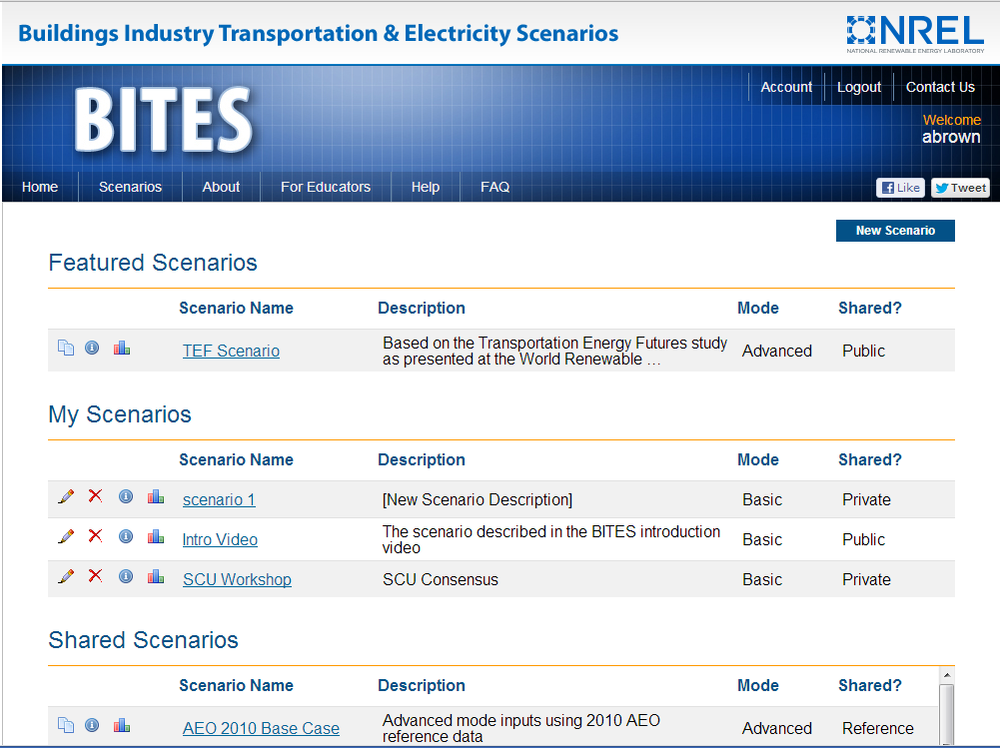 Buildings Industry Transportation & Electricity Scenarios
NREL
NATIONAL RENEWABLE ENERGY LABORATORY
Account
Logout
Contact Us
BITES
Welcome
abrown
Home
Scenarios
About
For Educators
Help
FAQ
Like
Tweet
New Scenario
Featured Scenarios
Scenario Name Description Mode Shared?
TEF Scenario
Based on the Transportation Energy Futures study
as presented at the World Renewable ...
Advanced
Public
My Scenarios
Scenario Name Description Mode Shared?
scenario 1 [New Scenario Description] Basic Private
Intro Video
The scenario described in the BITES introduction
video
Basic
Public
SCU Workshop SCU Consensus Basic Private
Shared Scenarios
Scenario Name Description Mode Shared?
AEO 2010 Base Case
Advanced mode inputs using 2010 AEO
reference data
Advanced
Reference